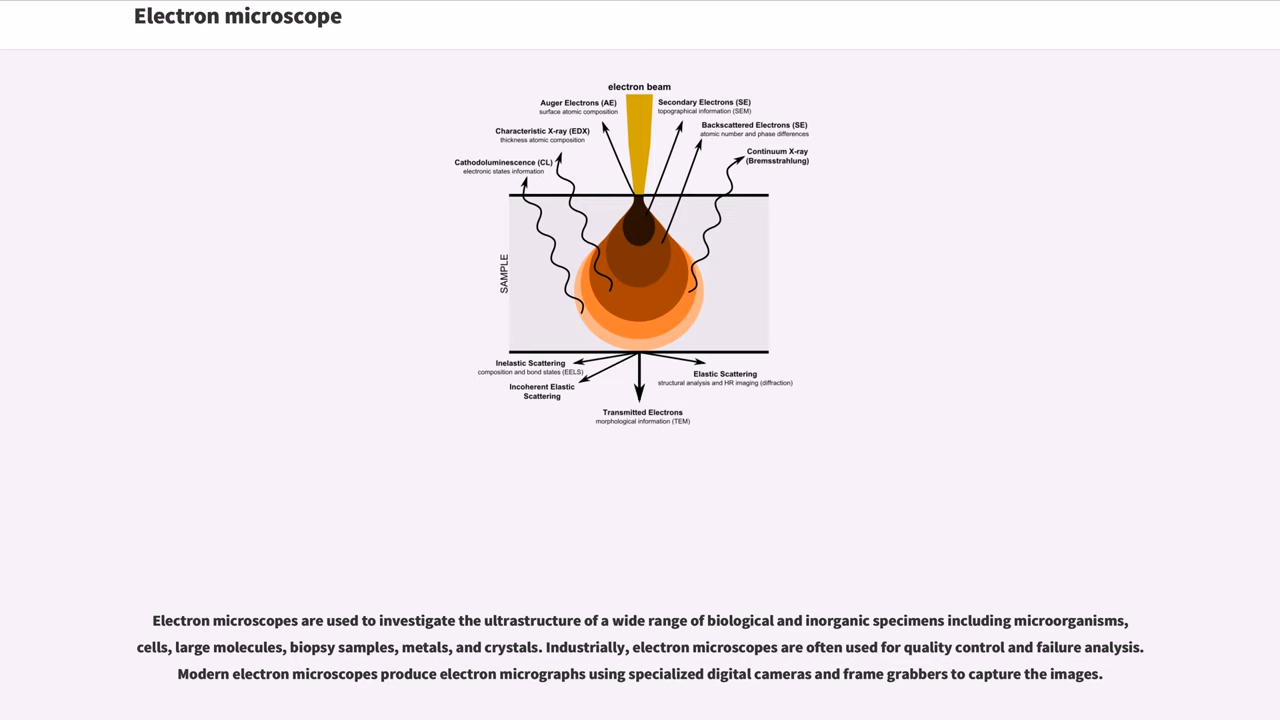 Electron microscope
electron beam
Auger Electrons (AE)
surface atomic composition
Secondary Electrons (SE)
topographical information (SEM)
Characteristic X-ray (EDX)
thickness atomic composition
Backscattered Electrons (SE)
atomic number and phase differences
Cathodoluminescence (CL)
electronic states information
Continuum X-ray
(Bremsstrahlung)
SAMPLE
Inelastic Scattering
composition and bond states (EELS)
Incoherent Elastic
Scattering
Elastic Scattering
structural analysis and HR imaging (diffraction)
Transmitted Electrons
morphological information (TEM)
Electron microscopes are used to investigate the ultrastructure of a wide range of biological and inorganic specimens including microorganisms,
cells, large molecules, biopsy samples, metals, and crystals. Industrially, electron microscopes are often used for quality control and failure analysis.
Modern electron microscopes produce electron micrographs using specialized digital cameras and frame grabbers to capture the images.